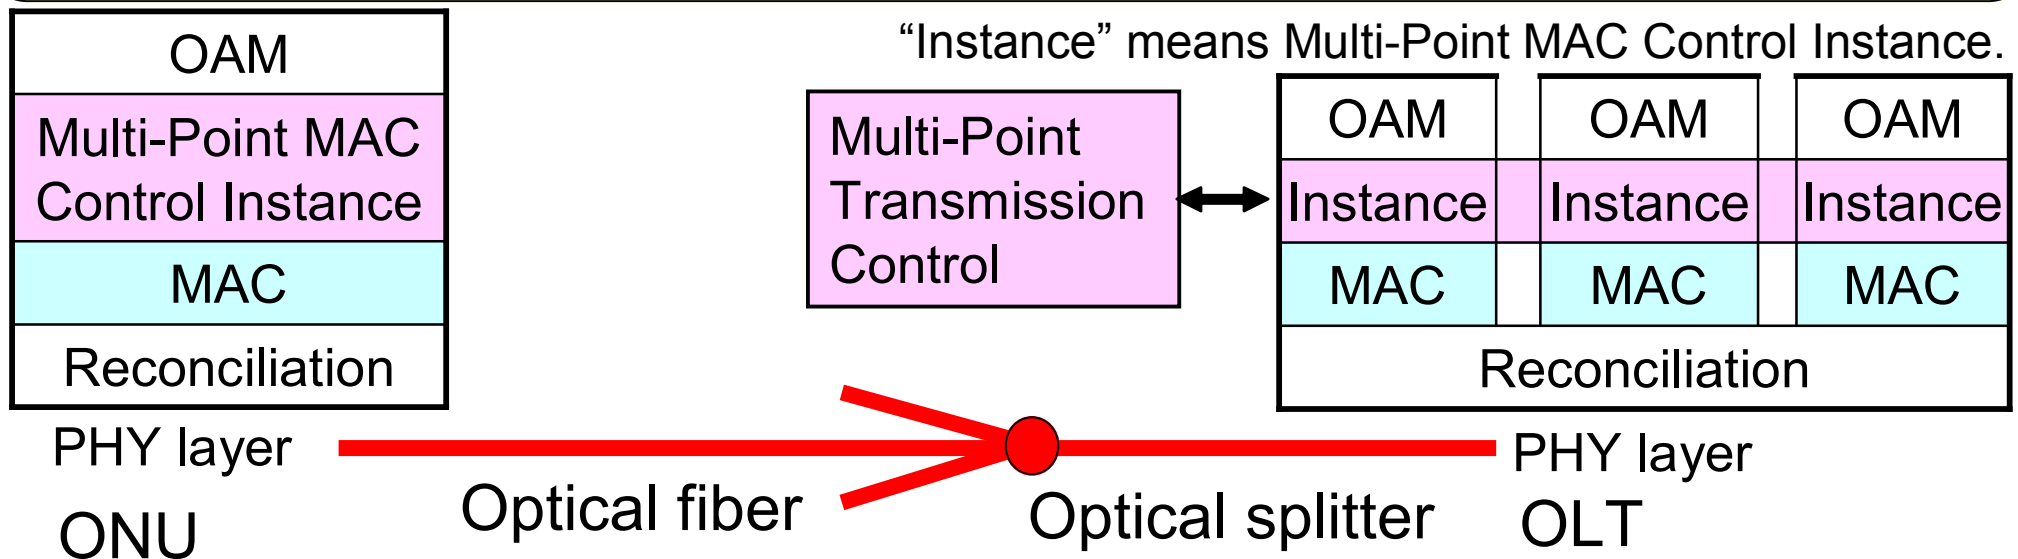 “Instance” means Multi-Point MAC Control Instance.
OAM
Multi-Point MAC
Control Instance
MAC
Reconciliation
PHY layer
ONU
Optical fiber
Multi-Point
Transmission
Control
Optical splitter
OAM OAM OAM
Instance Instance Instance
MAC MAC MAC
Reconciliation
PHY layer
OLT